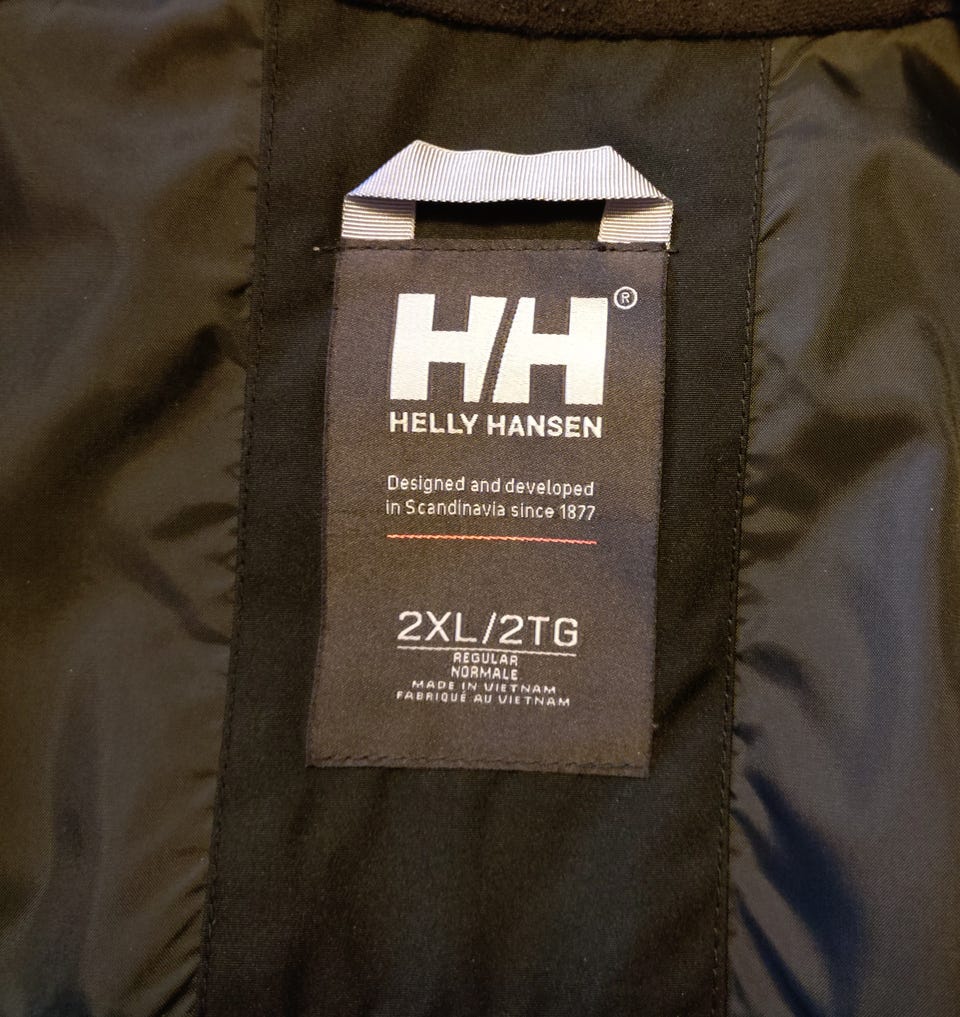 HH®
HELLY HANSEN
Designed and developed
in Scandinavia since 1877
2XL/2TG
REGULAR
NORMALE
MADE IN VIETNAM
FABRIQUÉ AU VIETNAM